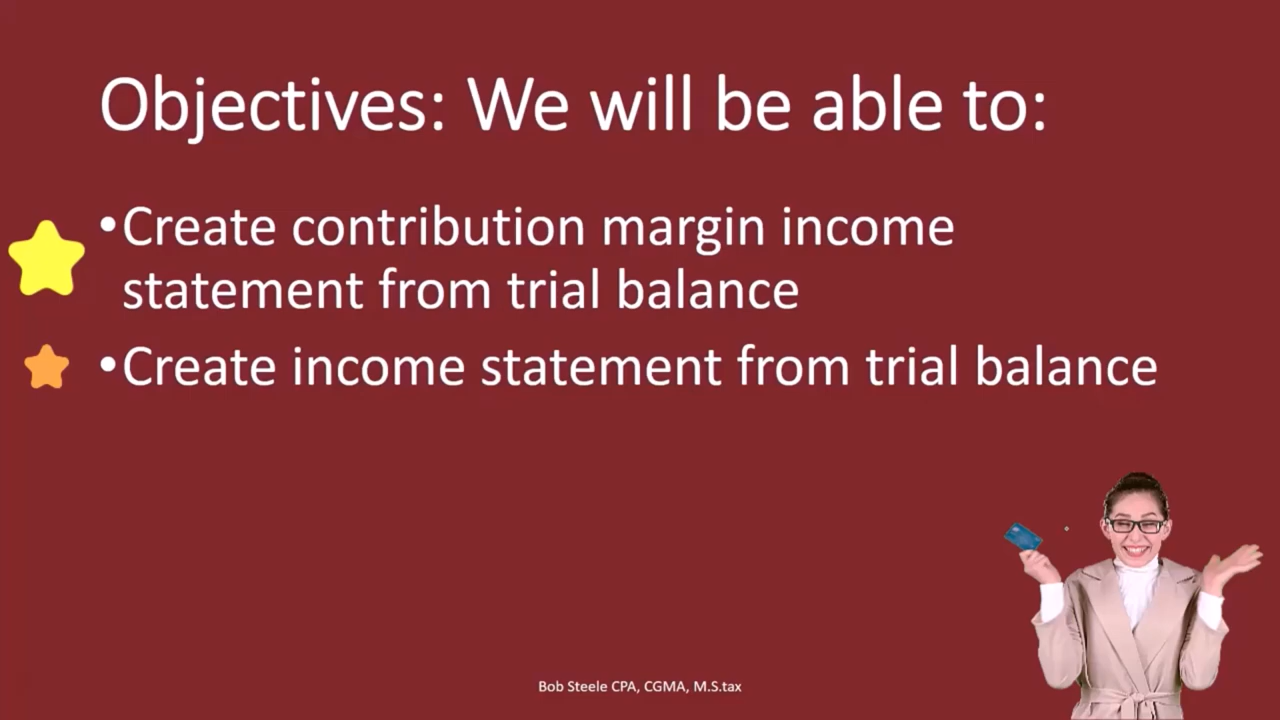 Objectives: We will be able to:
•Create contribution margin income
statement from trial balance
•Create income statement from trial balance
Bob Steele CPA, CGMA, M.S.tax